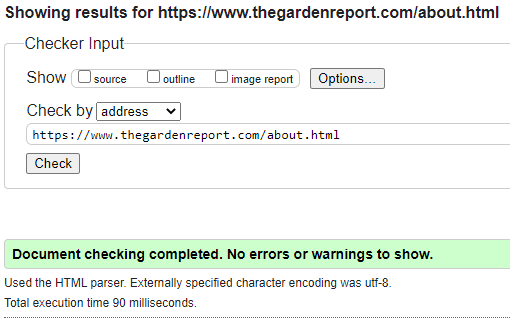 Showing results for https://www.thegardenreport.com/about.html
Checker Input
Show source outline image report Options...
Check by address
https://www.thegardenreport.com/about.html
Check
Document checking completed. No errors or warnings to show.
Used the HTML parser. Externally specified character encoding was utf-8.
Total execution time 90 milliseconds.